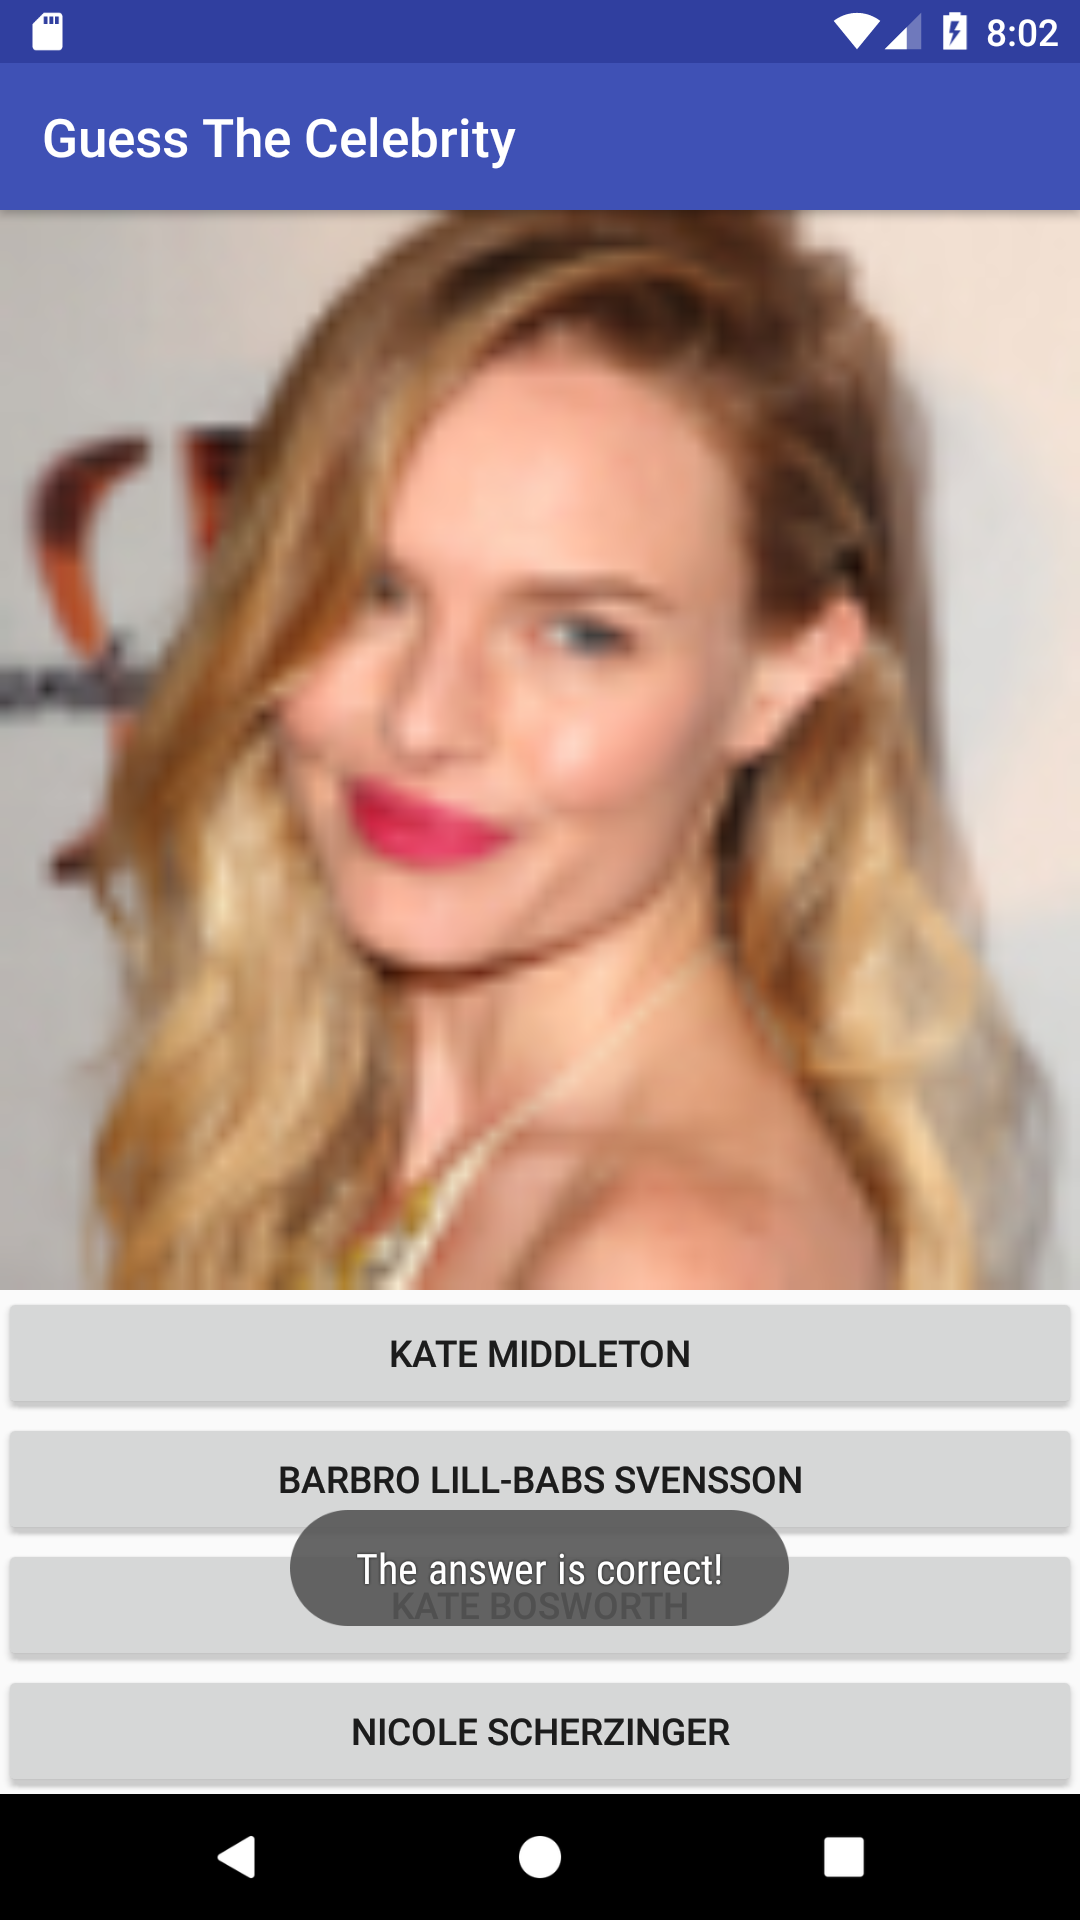 8:02
Guess The Celebrity
KATE MIDDLETON
BARBRO LILL-BABS SVENSSON
The answer is correct!
KATE BOSWORTH
NICOLE SCHERZINGER